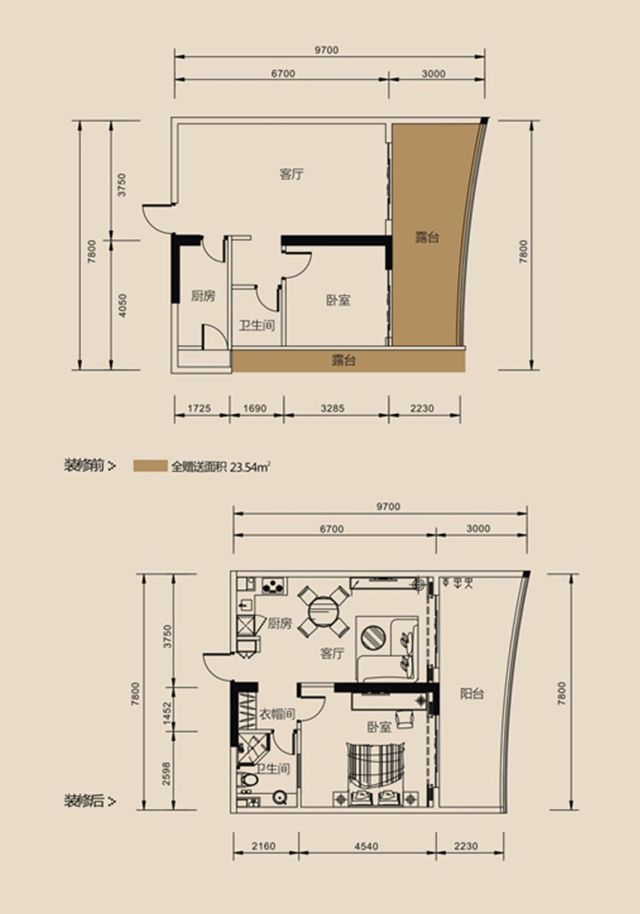 9700
6700 3000
客厅
3750
7800
露台
7800
4050
厨房
卧室
卫生间
露台
1725 1690 3285 2230
装修前 > 全赠送面积 23.54㎡
9700
6700 3000
厨房
3750
客厅
7800
阳台
7800
1452
衣帽间
卧室
2598
卫生间
装修后 >
2160 4540 2230